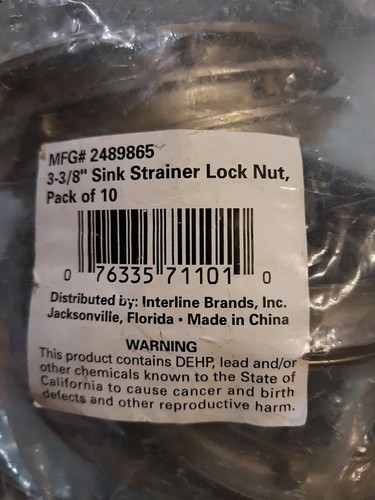 MFG# 2489865
3-3/8" Sink Strainer Lock Nut,
Pack of 10
0 76335 71101 0
Distributed by: Interline Brands, Inc.
Jacksonville, Florida • Made in China
WARNING
This product contains DEHP, lead and/or
other chemicals known to the State of
California to cause cancer and birth
defects and other reproductive harm.